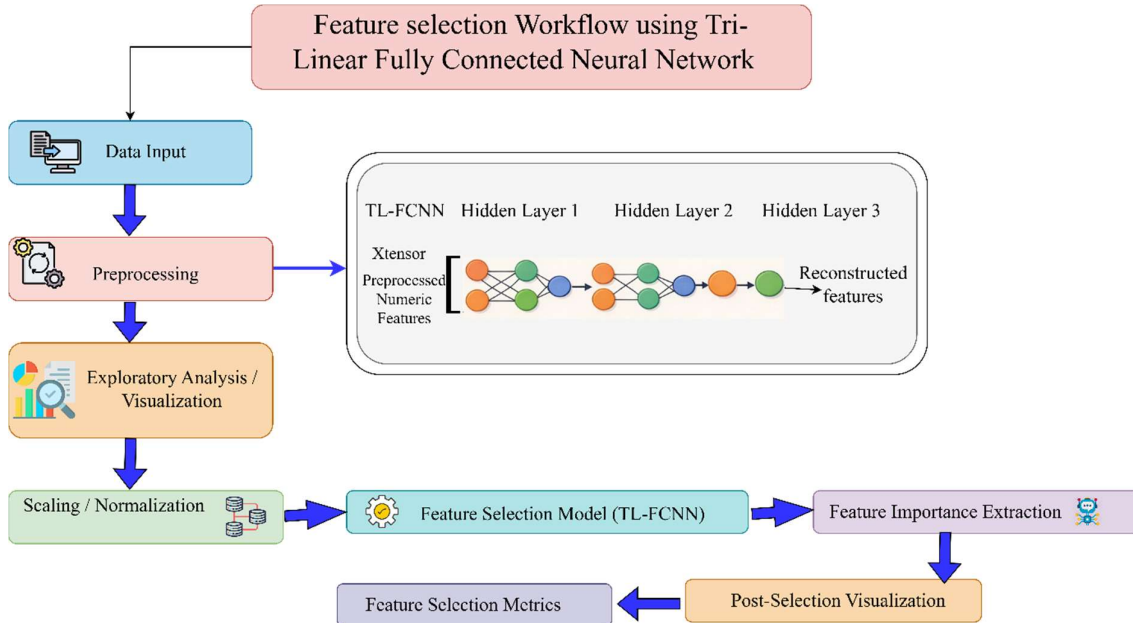 Feature selection Workflow using Tri-
Linear Fully Connected Neural Network
Data Input
Preprocessing
TL-FCNN
Hidden Layer 1
Hidden Layer 2
Hidden Layer 3
Xtensor
Preprocessed
Numeric
Features
Reconstructed
features
Exploratory Analysis /
Visualization
Scaling / Normalization
Feature Selection Model (TL-FCNN)
Feature Importance Extraction
Post-Selection Visualization
Feature Selection Metrics